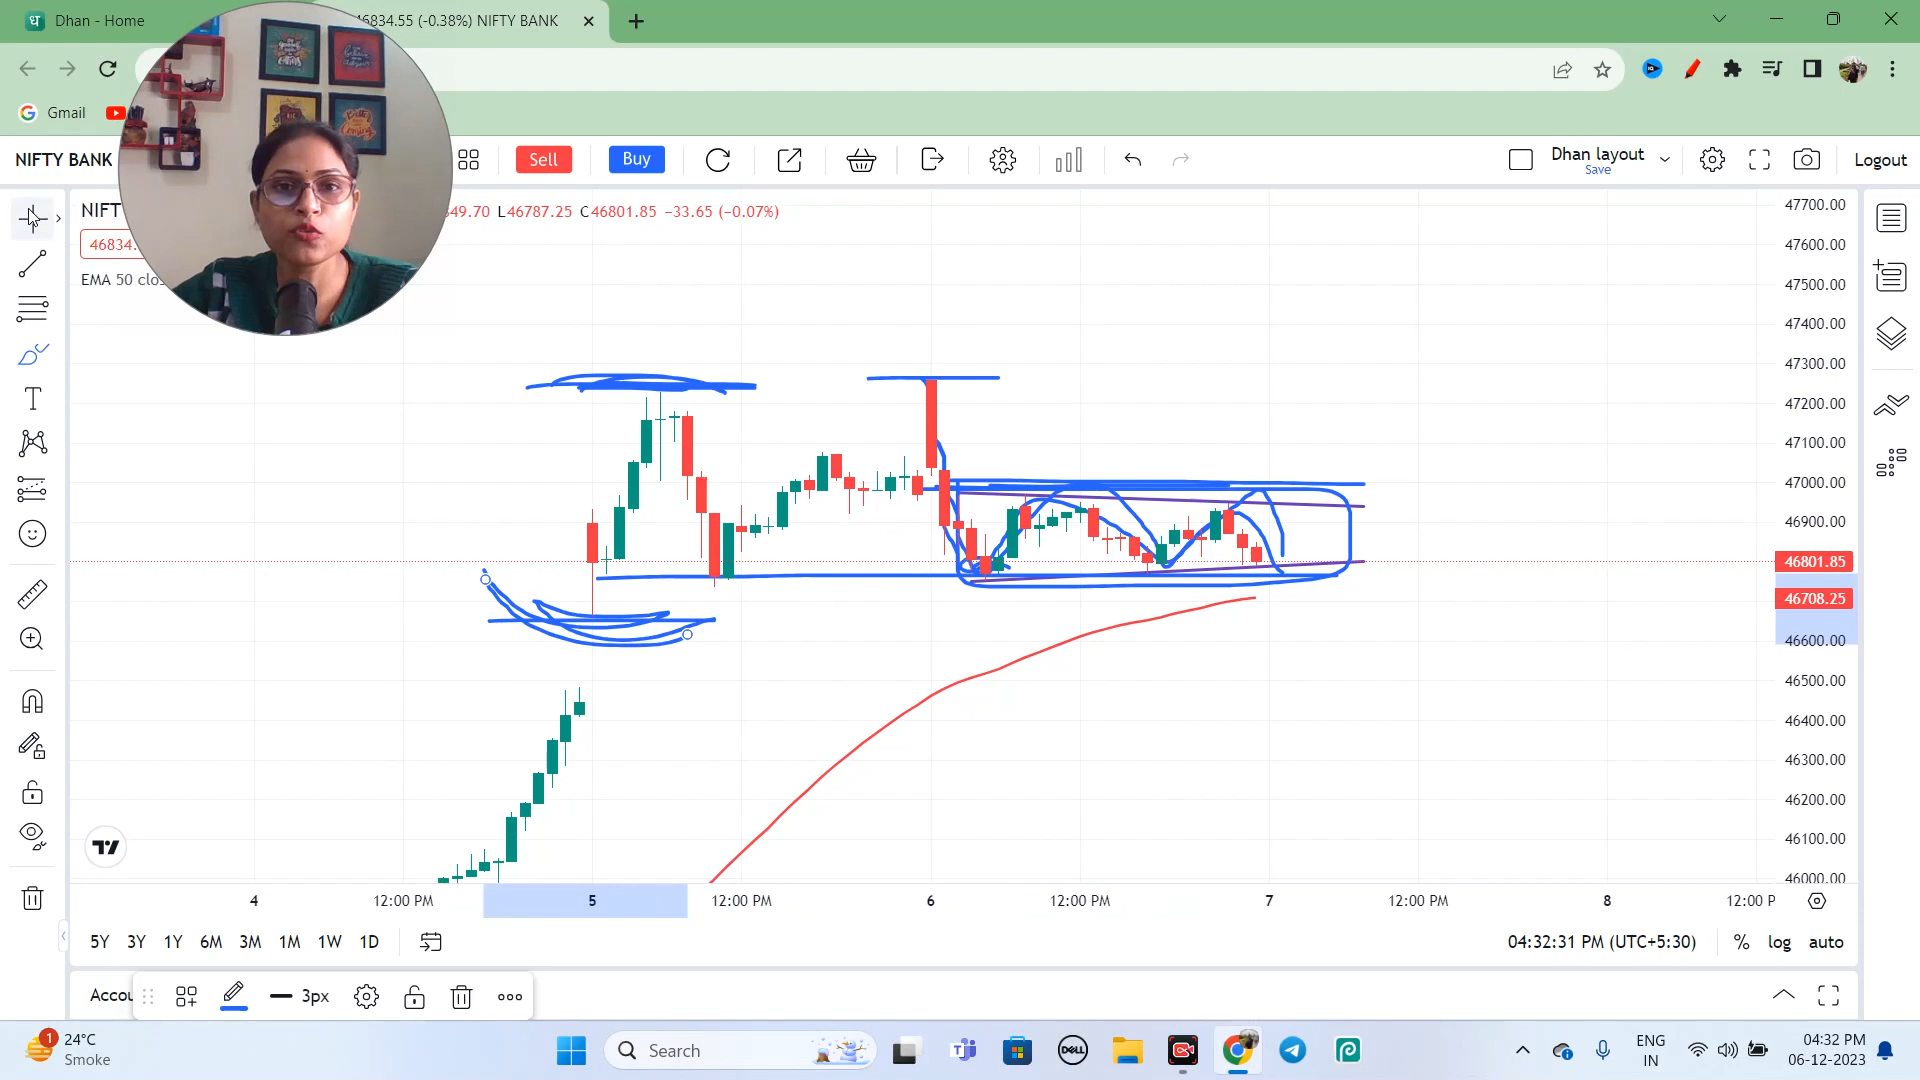 Dhan - Home
46834.55 (-0.38%) NIFTY BANK
Gmail
NIFTY BANK
Sell
Buy
Dhan layout
Save
Logout
NIFT
49.70 L46787.25 C46801.85 −33.65 (−0.07%)
46834.
EMA 50 clos
47700.00
47600.00
47500.00
47400.00
47300.00
47200.00
47100.00
47000.00
46900.00
46801.85
46708.25
46600.00
46500.00
46400.00
46300.00
46200.00
46100.00
46000.00
4
12:00 PM
5
12:00 PM
6
12:00 PM
7
12:00 PM
8
12:00 P
5Y 3Y 1Y 6M 3M 1M 1W 1D
04:32:31 PM (UTC+5:30)
% log auto
Accou
3px
1
24°C
Smoke
Search
DELL
ENG
IN
04:32 PM
06-12-2023